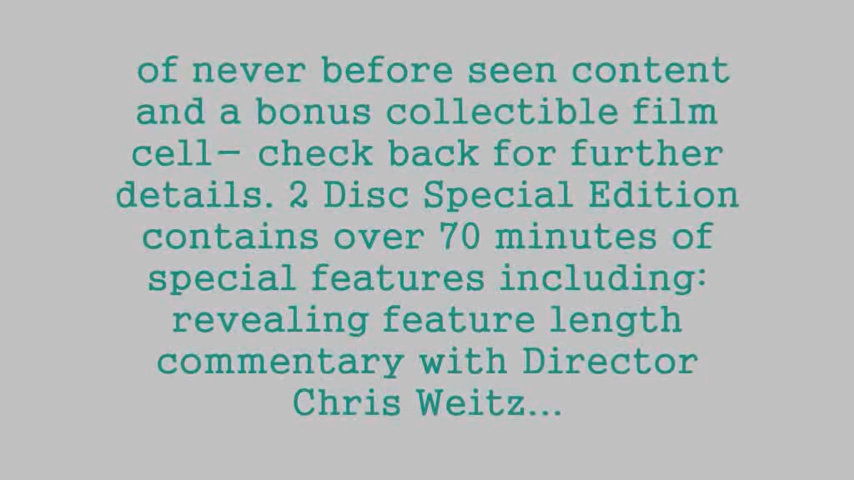 of never before seen content
and a bonus collectible film
cell— check back for further
details. 2 Disc Special Edition
contains over 70 minutes of
special features including:
revealing feature length
commentary with Director
Chris Weitz...